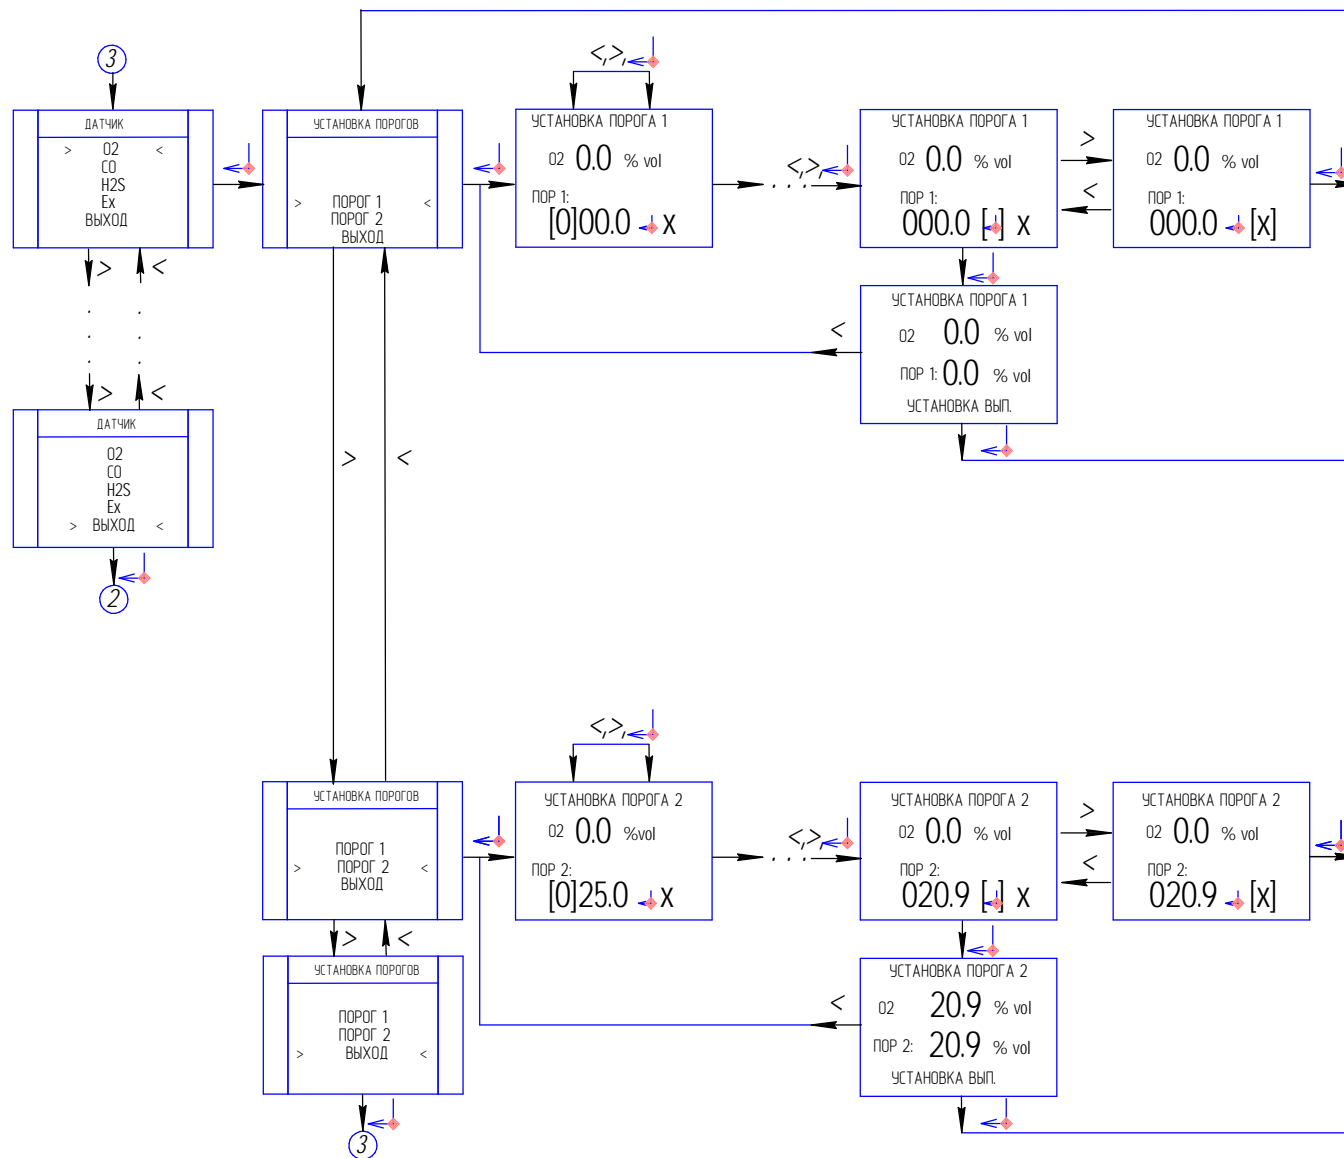 3
ДАТЧИК
> O2 <
CO
H2S
Ex
ВЫХОД
> <
> <
ДАТЧИК
O2
CO
H2S
Ex
> ВЫХОД <
2
УСТАНОВКА ПОРОГОВ
> ПОРОГ 1 <
ПОРОГ 2
ВЫХОД
> <
<,>,
УСТАНОВКА ПОРОГА 1
O2 0.0 % vol
ПОР 1:
[0]00.0 X
. . .
<,>,
УСТАНОВКА ПОРОГА 1
O2 0.0 % vol
ПОР 1:
000.0 [ ] X
>
<
УСТАНОВКА ПОРОГА 1
O2 0.0 % vol
ПОР 1:
000.0 [X]
<
УСТАНОВКА ПОРОГА 1
O2 0.0 % vol
ПОР 1: 0.0 % vol
УСТАНОВКА ВЫП.
УСТАНОВКА ПОРОГОВ
ПОРОГ 1
> ПОРОГ 2 <
ВЫХОД
> <
УСТАНОВКА ПОРОГОВ
ПОРОГ 1
ПОРОГ 2
> ВЫХОД <
3
<,>,
УСТАНОВКА ПОРОГА 2
O2 0.0 %vol
ПОР 2:
[0]25.0 X
. . .
<,>,
УСТАНОВКА ПОРОГА 2
O2 0.0 % vol
ПОР 2:
020.9 [ ] X
>
<
УСТАНОВКА ПОРОГА 2
O2 0.0 % vol
ПОР 2:
020.9 [X]
<
УСТАНОВКА ПОРОГА 2
O2 20.9 % vol
ПОР 2: 20.9 % vol
УСТАНОВКА ВЫП.